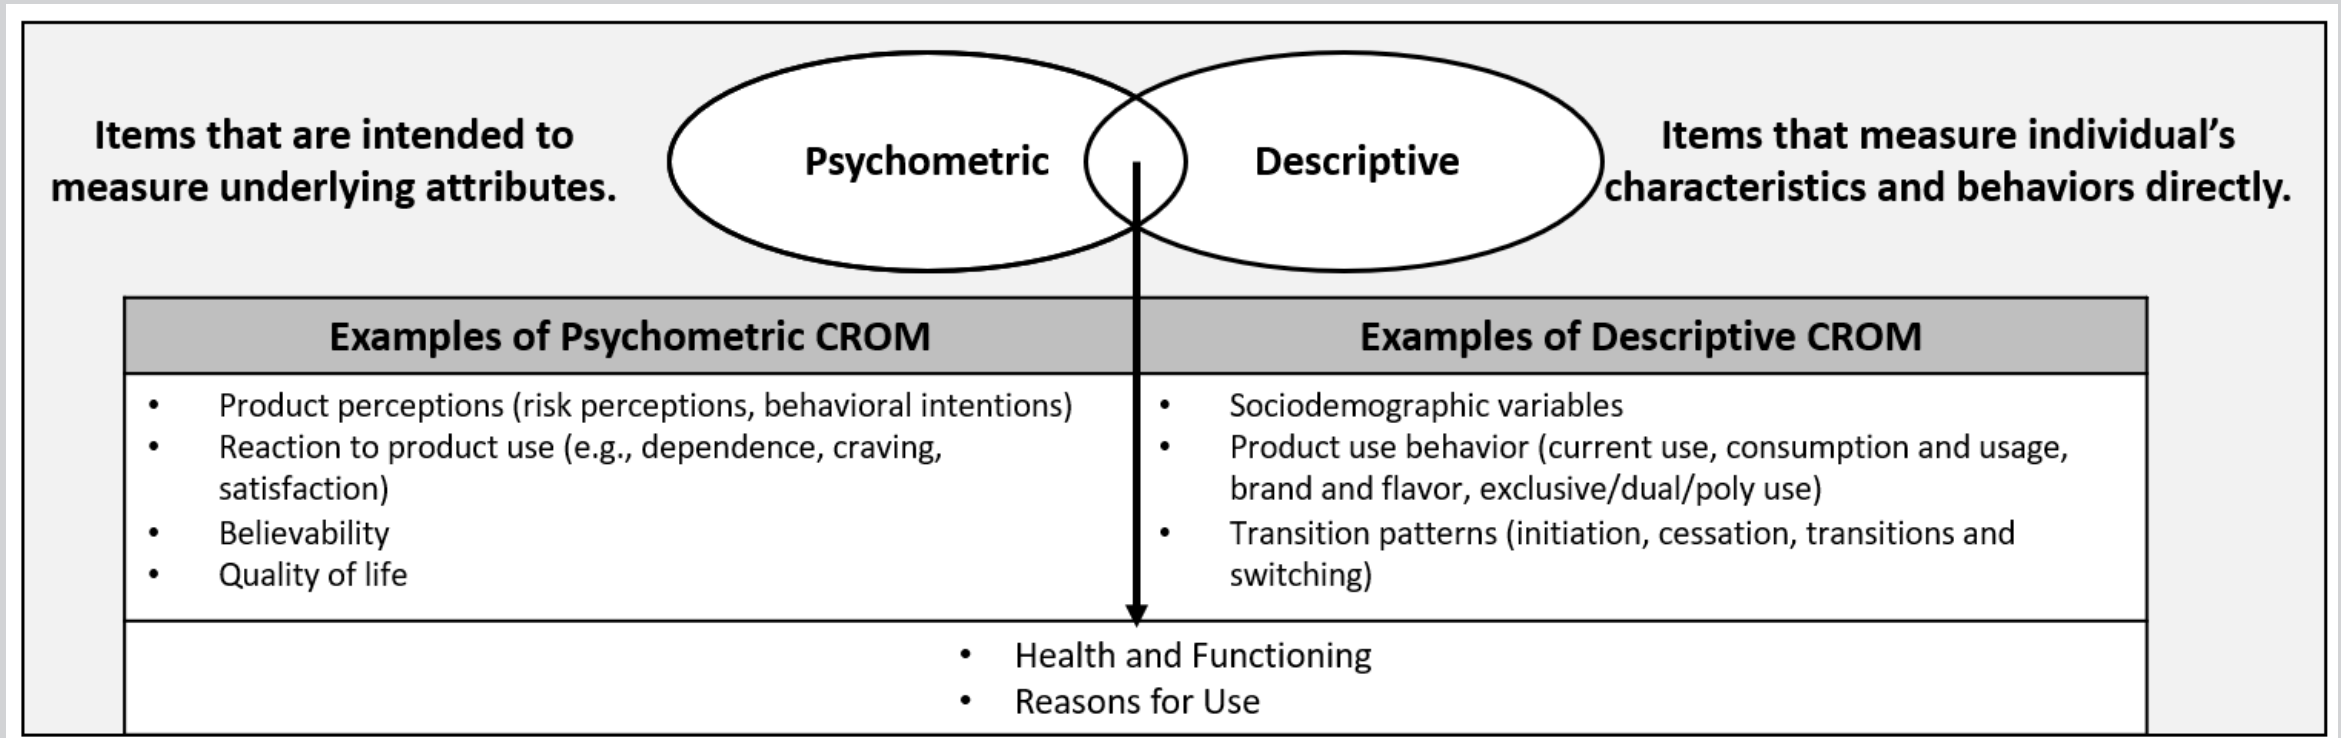 Items that are intended to
measure underlying attributes.
Psychometric
Descriptive
Items that measure individual’s
characteristics and behaviors directly.
Examples of Psychometric CROM
Examples of Descriptive CROM
• Product perceptions (risk perceptions, behavioral intentions)
• Reaction to product use (e.g., dependence, craving,
satisfaction)
• Believability
• Quality of life
• Sociodemographic variables
• Product use behavior (current use, consumption and usage,
brand and flavor, exclusive/dual/poly use)
• Transition patterns (initiation, cessation, transitions and
switching)
• Health and Functioning
• Reasons for Use